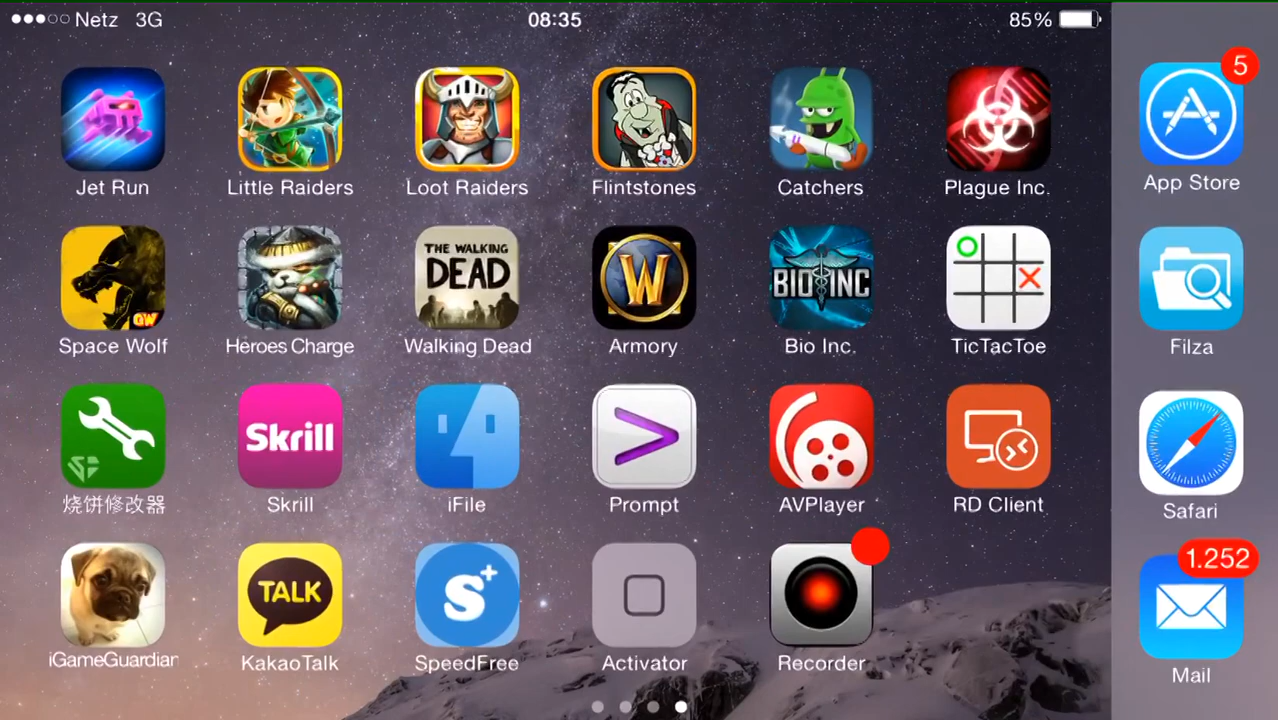 Netz 3G
08:35
85%
5
Jet Run
Little Raiders
Loot Raiders
Flintstones
Catchers
Plague Inc.
App Store
GW
THE WALKING
DEAD
W
BIO INC
Space Wolf
Heroes Charge
Walking Dead
Armory
Bio Inc.
TicTacToe
Filza
Skrill
烧饼修改器
Skrill
iFile
Prompt
AVPlayer
RD Client
Safari
TALK
S+
1.252
iGameGuardian
KakaoTalk
SpeedFree
Activator
Recorder
Mail